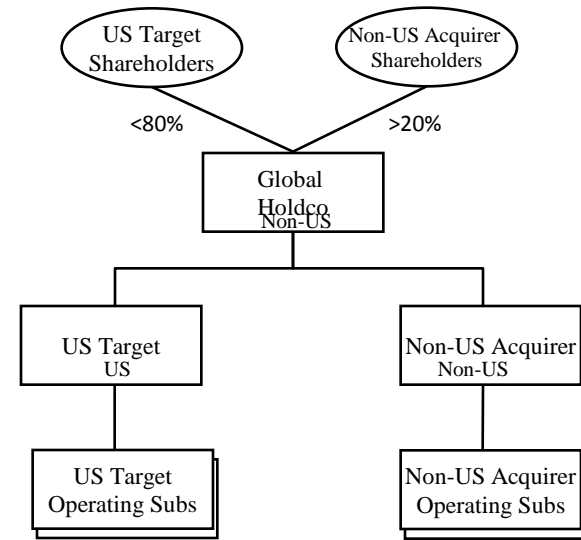 US Target
Shareholders
Non-US Acquirer
Shareholders
<80%
>20%
Global
Holdco
Non-US
US Target
US
Non-US Acquirer
Non-US
US Target
Operating Subs
Non-US Acquirer
Operating Subs